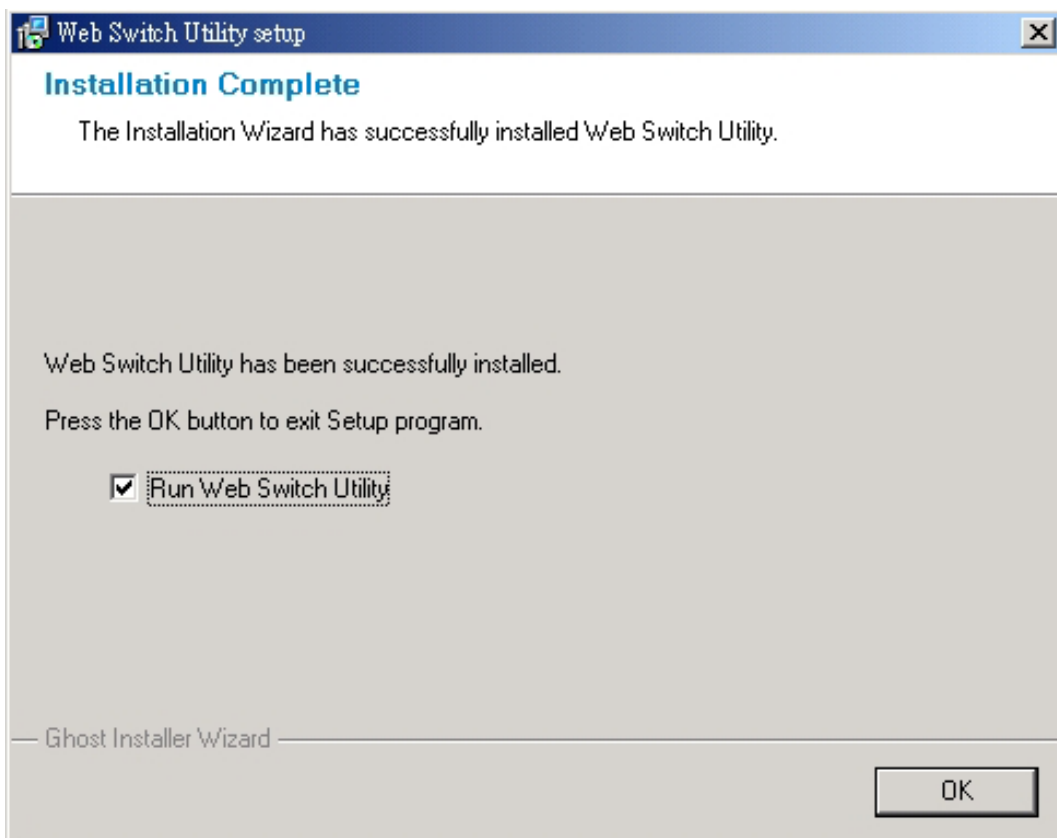 Web Switch Utility setup
Installation Complete
The Installation Wizard has successfully installed Web Switch Utility.
Web Switch Utility has been successfully installed.
Press the OK button to exit Setup program.
Run Web Switch Utility
Ghost Installer Wizard
OK